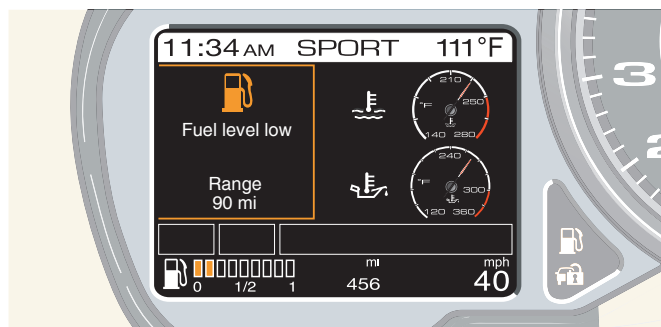 11:34 AM SPORT 111°F
Fuel level low
Range
90 mi
210
°F 250
140 280
240
°F 300
120 360
0 1/2 1
mi
456
mph
40
3
2